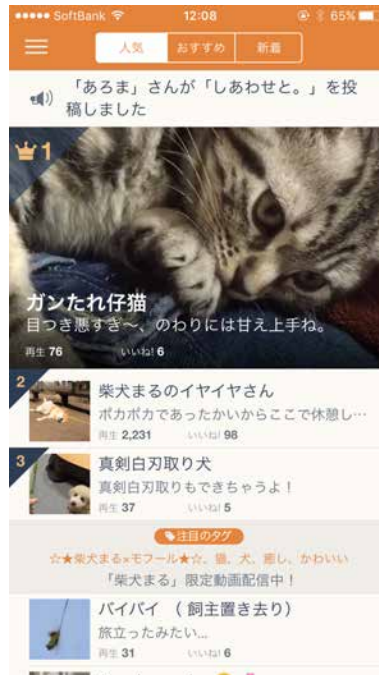 SoftBank 12:08 65%
人気 おすすめ 新着
「あろま」さんが「しあわせと。」を投
稿しました
1
ガンたれ仔猫
目つき悪すぎ〜、のわりには甘え上手ね。
再生 76 いいね! 6
2
柴犬まるのイヤイヤさん
ポカポカであったかいからここで休憩し…
再生 2,231 いいね! 98
3
真剣白刃取り犬
真剣白刃取りもできちゃうよ！
再生 37 いいね! 5
注目のタグ
☆★柴犬まる×モフール★☆、猫、犬、癒し、かわいい
「柴犬まる」限定動画配信中！
バイバイ （飼主置き去り）
旅立ったみたい...
再生 31 いいね! 6